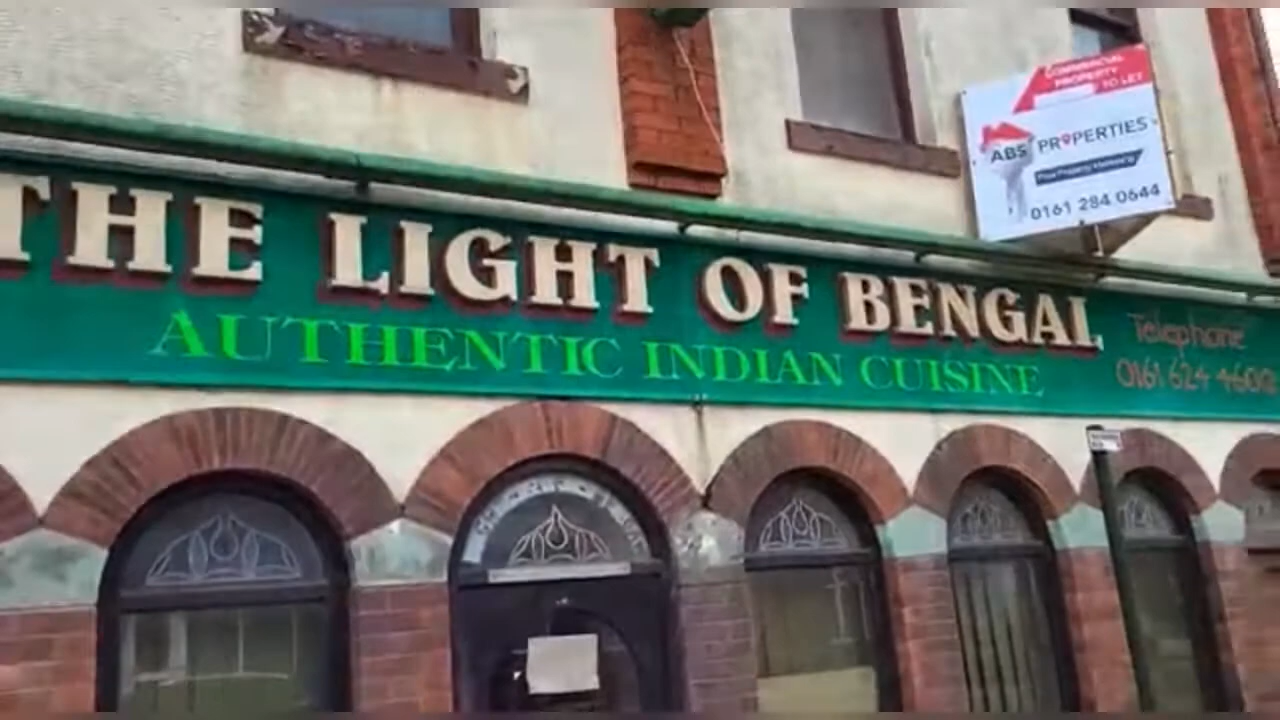 COMMERCIAL
PROPERTY
TO LET
ABS PROPERTIES
0161 284 0644
THE LIGHT OF BENGAL
AUTHENTIC INDIAN CUISINE
Telephone
0161 624 4600